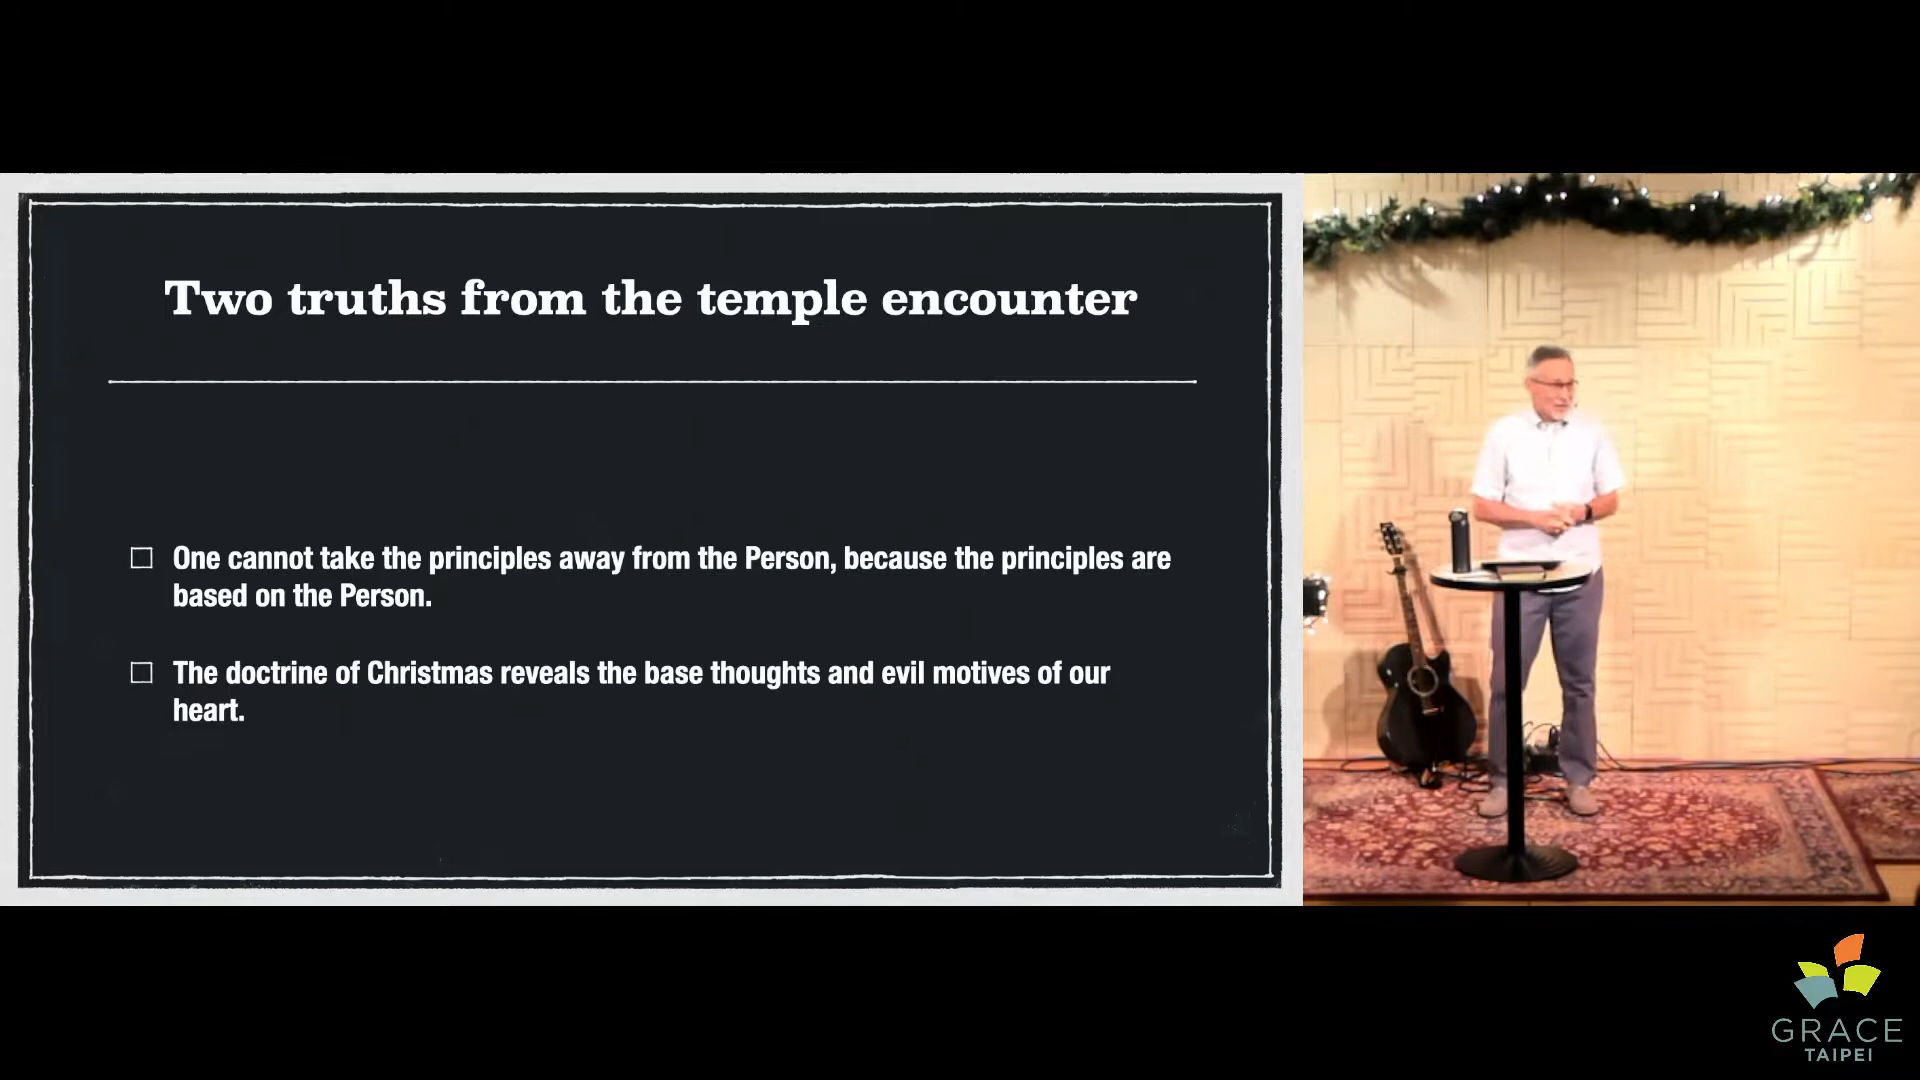 Two truths from the temple encounter
One cannot take the principles away from the Person, because the principles are
based on the Person.
The doctrine of Christmas reveals the base thoughts and evil motives of our
heart.
GRACE
TAIPEI